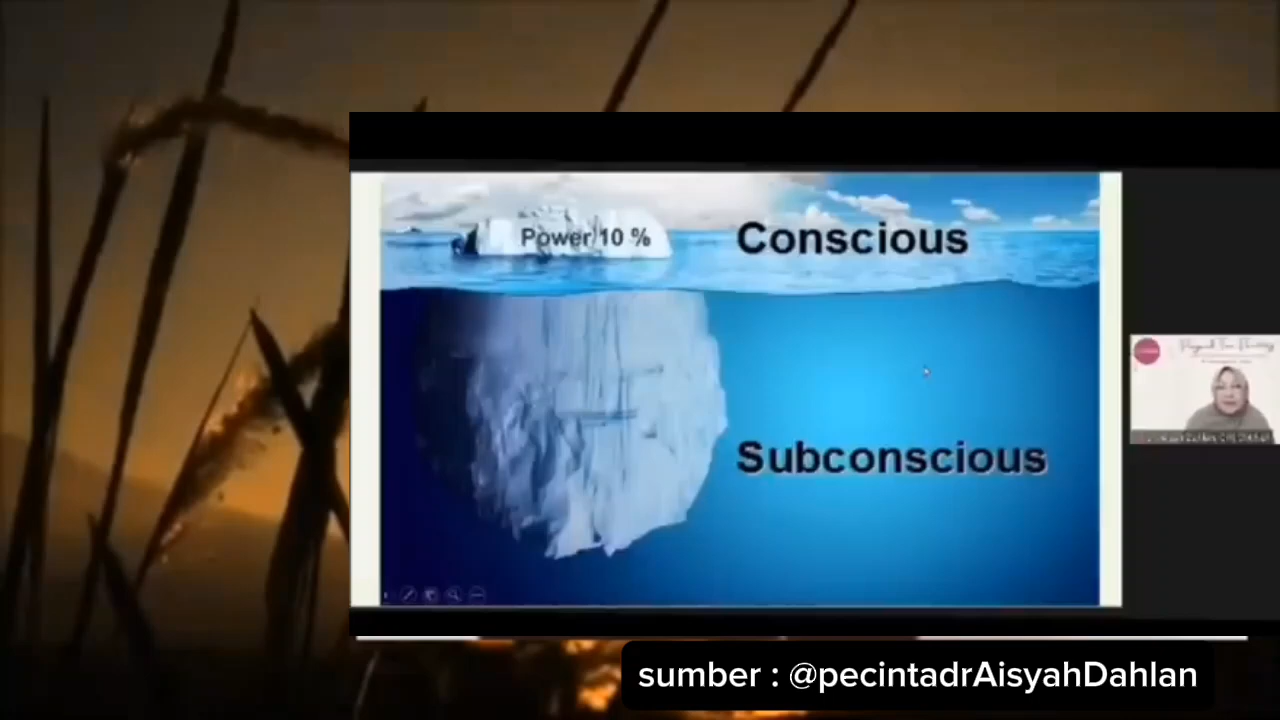 Power 10 %
Conscious
Subconscious
sumber : @pecintadrAisyahDahlan